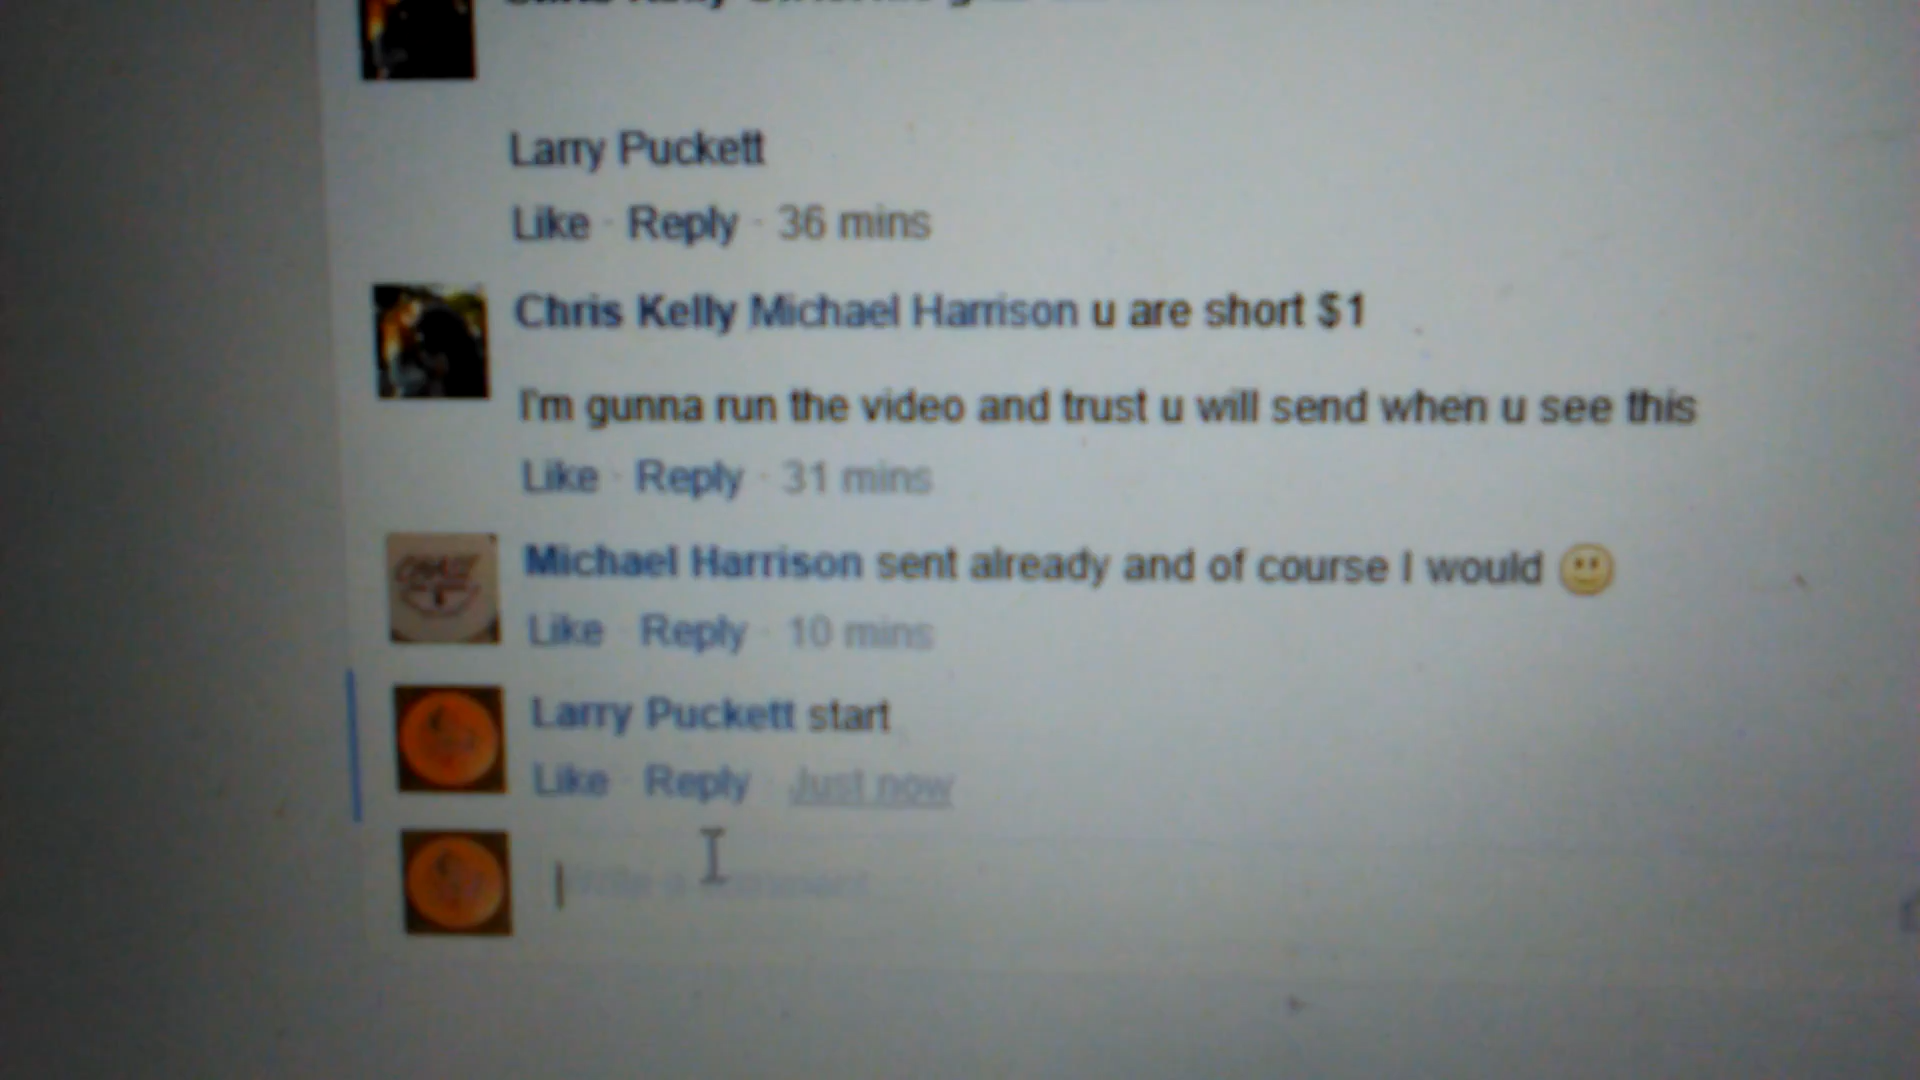 Larry Puckett
Like · Reply · 36 mins
Chris Kelly Michael Harrison u are short $1
I'm gunna run the video and trust u will send when u see this
Like · Reply · 31 mins
Michael Harrison sent already and of course I would
Like · Reply · 10 mins
Larry Puckett start
Like · Reply · Just now
Write a comment